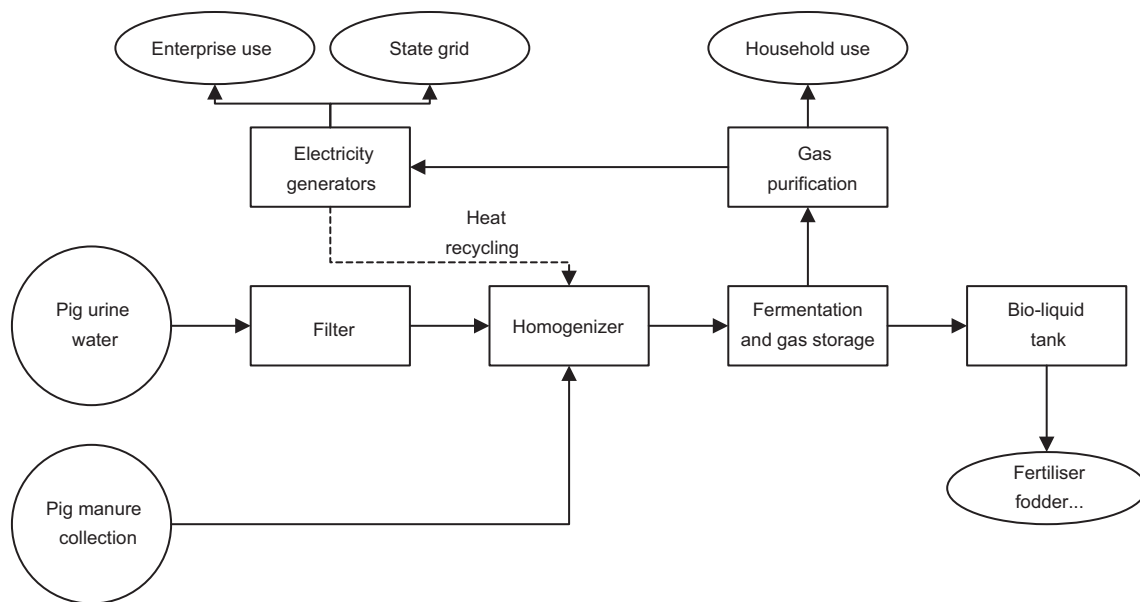 Enterprise use
State grid
Household use
Electricity
generators
Gas
purification
Heat
recycling
Pig urine
water
Filter
Homogenizer
Fermentation
and gas storage
Bio-liquid
tank
Pig manure
collection
Fertiliser
fodder...